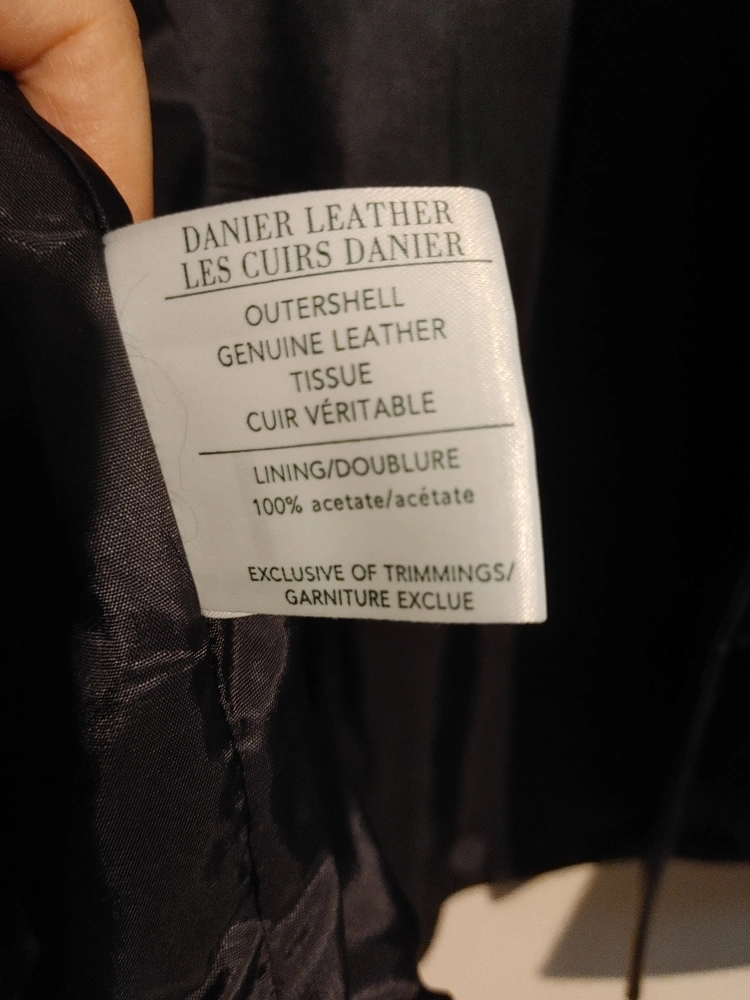 DANIER LEATHER
LES CUIRS DANIER
OUTERSHELL
GENUINE LEATHER
TISSUE
CUIR VÉRITABLE
LINING/DOUBLURE
100% acetate/acétate
EXCLUSIVE OF TRIMMINGS/
GARNITURE EXCLUE